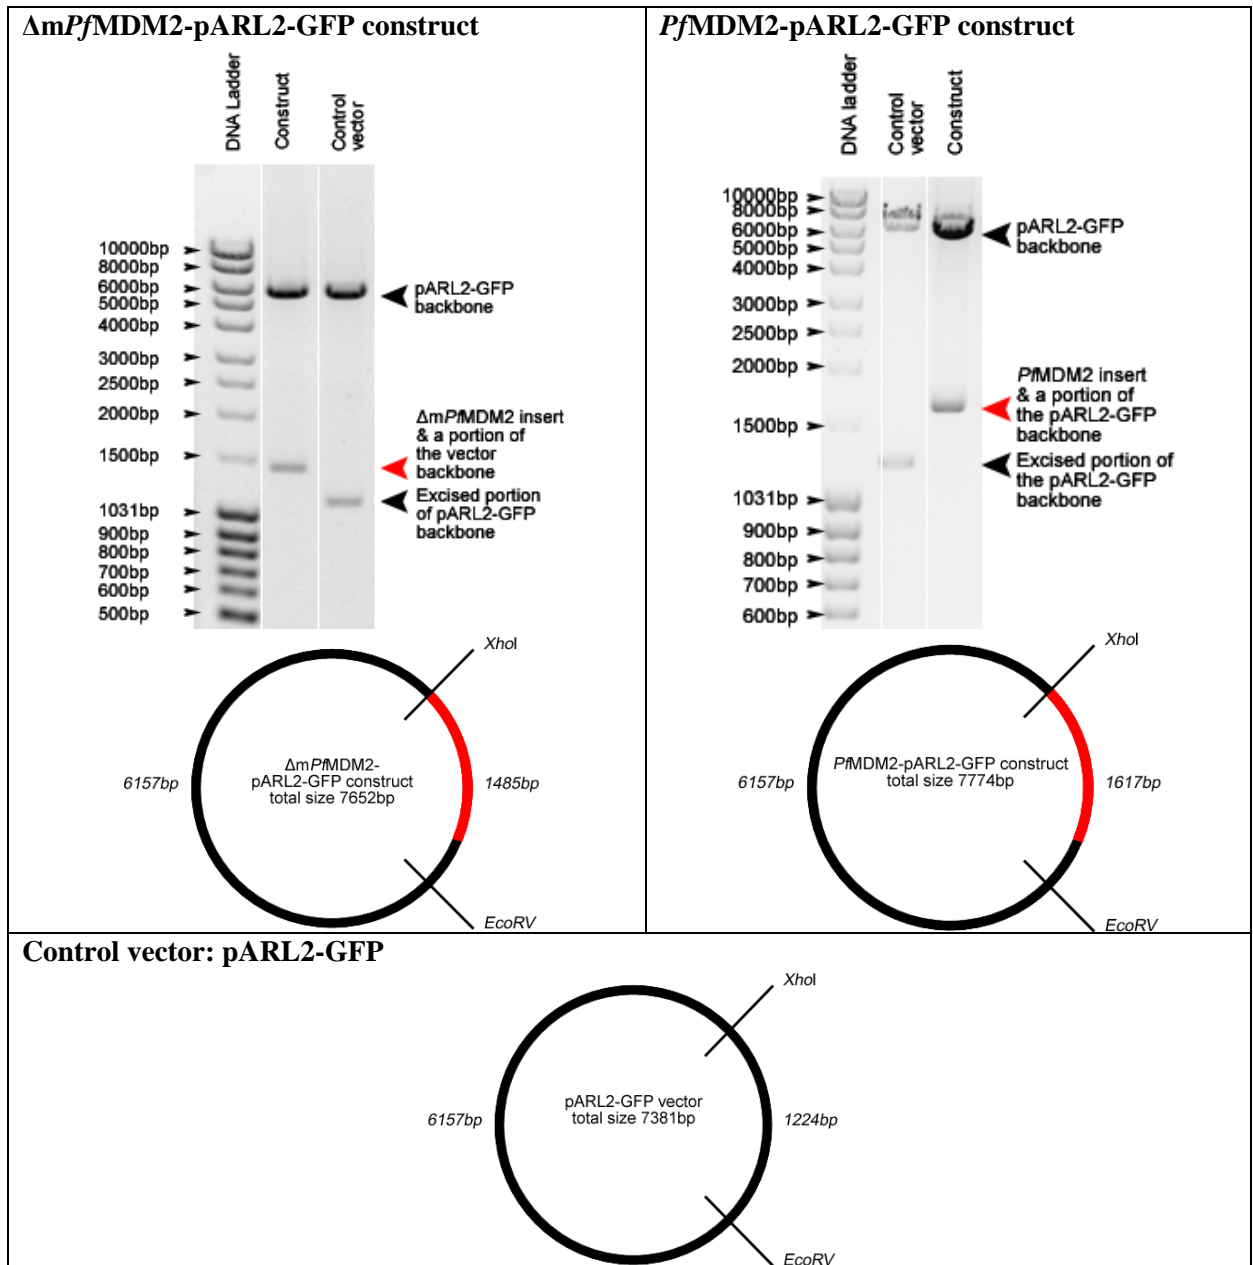 ΔmPfMDM2-pARL2-GFP construct
DNA Ladder
Construct
Control
vector
10000bp
8000bp
6000bp
5000bp
4000bp
3000bp
2500bp
2000bp
1500bp
1031bp
900bp
800bp
700bp
600bp
500bp
pARL2-GFP
backbone
ΔmPfMDM2 insert
& a portion of
the vector
backbone
Excised portion
of pARL2-GFP
backbone
XhoI
6157bp
ΔmPfMDM2-
pARL2-GFP construct
total size 7652bp
1485bp
EcoRV
PfMDM2-pARL2-GFP construct
DNA ladder
Control
vector
Construct
10000bp
8000bp
6000bp
5000bp
4000bp
3000bp
2500bp
2000bp
1500bp
1031bp
900bp
800bp
700bp
600bp
pARL2-GFP
backbone
PfMDM2 insert
& a portion of
the pARL2-GFP
backbone
Excised portion of
the pARL2-GFP
backbone
XhoI
6157bp
PfMDM2-pARL2-GFP construct
total size 7774bp
1617bp
EcoRV
Control vector: pARL2-GFP
XhoI
6157bp
pARL2-GFP vector
total size 7381bp
1224bp
EcoRV